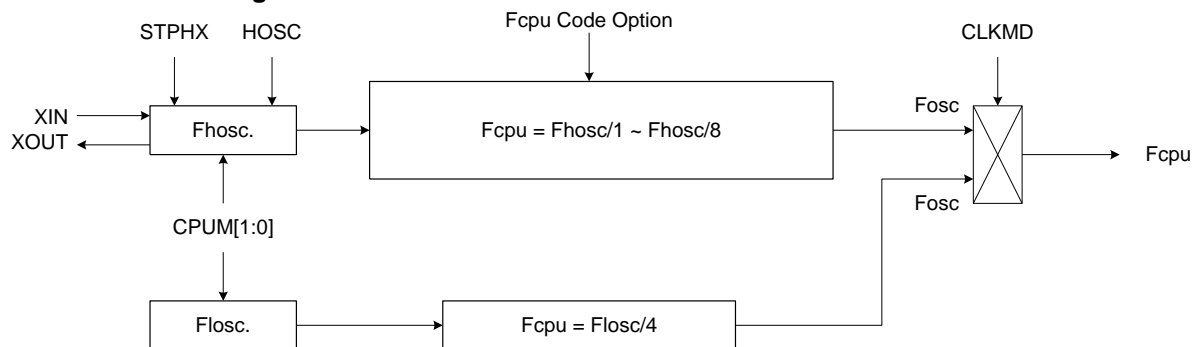 Fcpu Code Option
STPHX HOSC CLKMD
XIN
XOUT
Fhosc.
Fcpu = Fhosc/1 ~ Fhosc/8
Fosc
Fcpu
Fosc
CPUM[1:0]
Flosc.
Fcpu = Flosc/4